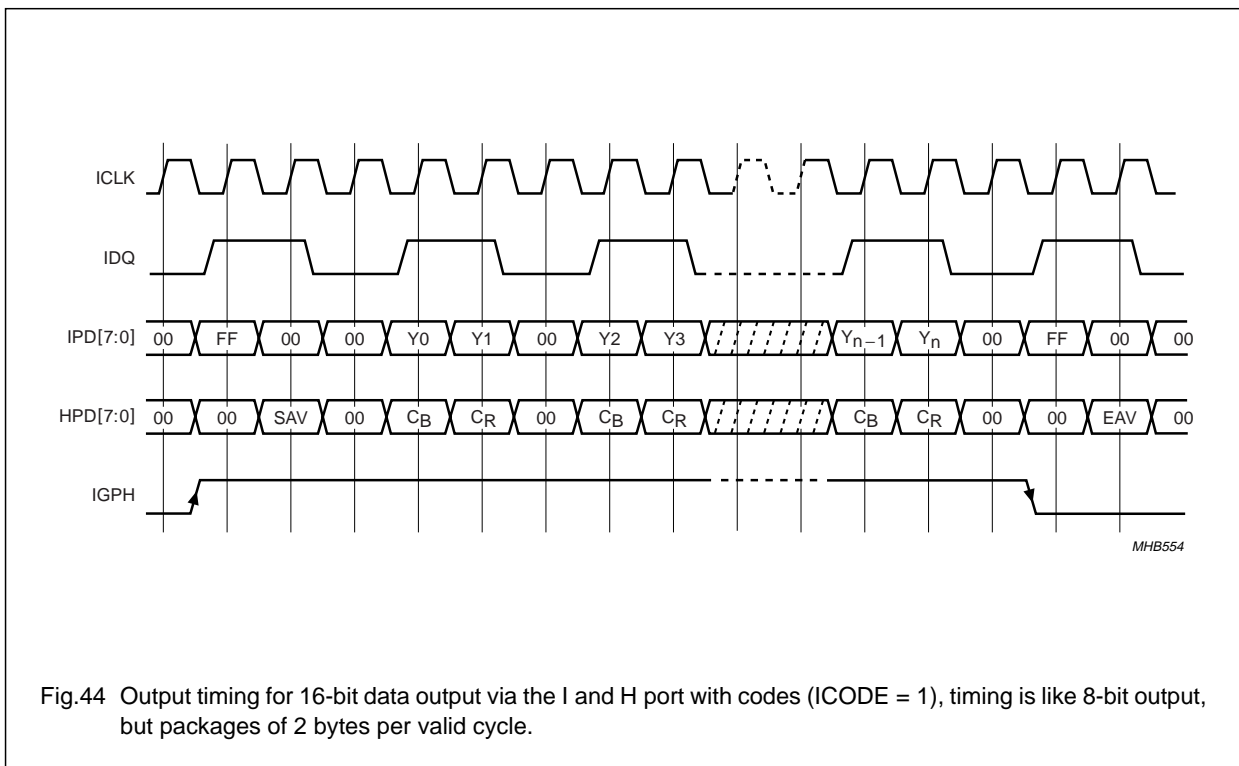 ICLK
IDQ
IPD[7:0] 00 FF 00 00 Y0 Y1 00 Y2 Y3 Yn−1 Yn 00 FF 00 00
HPD[7:0] 00 00 SAV 00 CB CR 00 CB CR CB CR 00 00 EAV 00
IGPH
MHB554
Fig.44 Output timing for 16-bit data output via the I and H port with codes (ICODE = 1), timing is like 8-bit output,
but packages of 2 bytes per valid cycle.